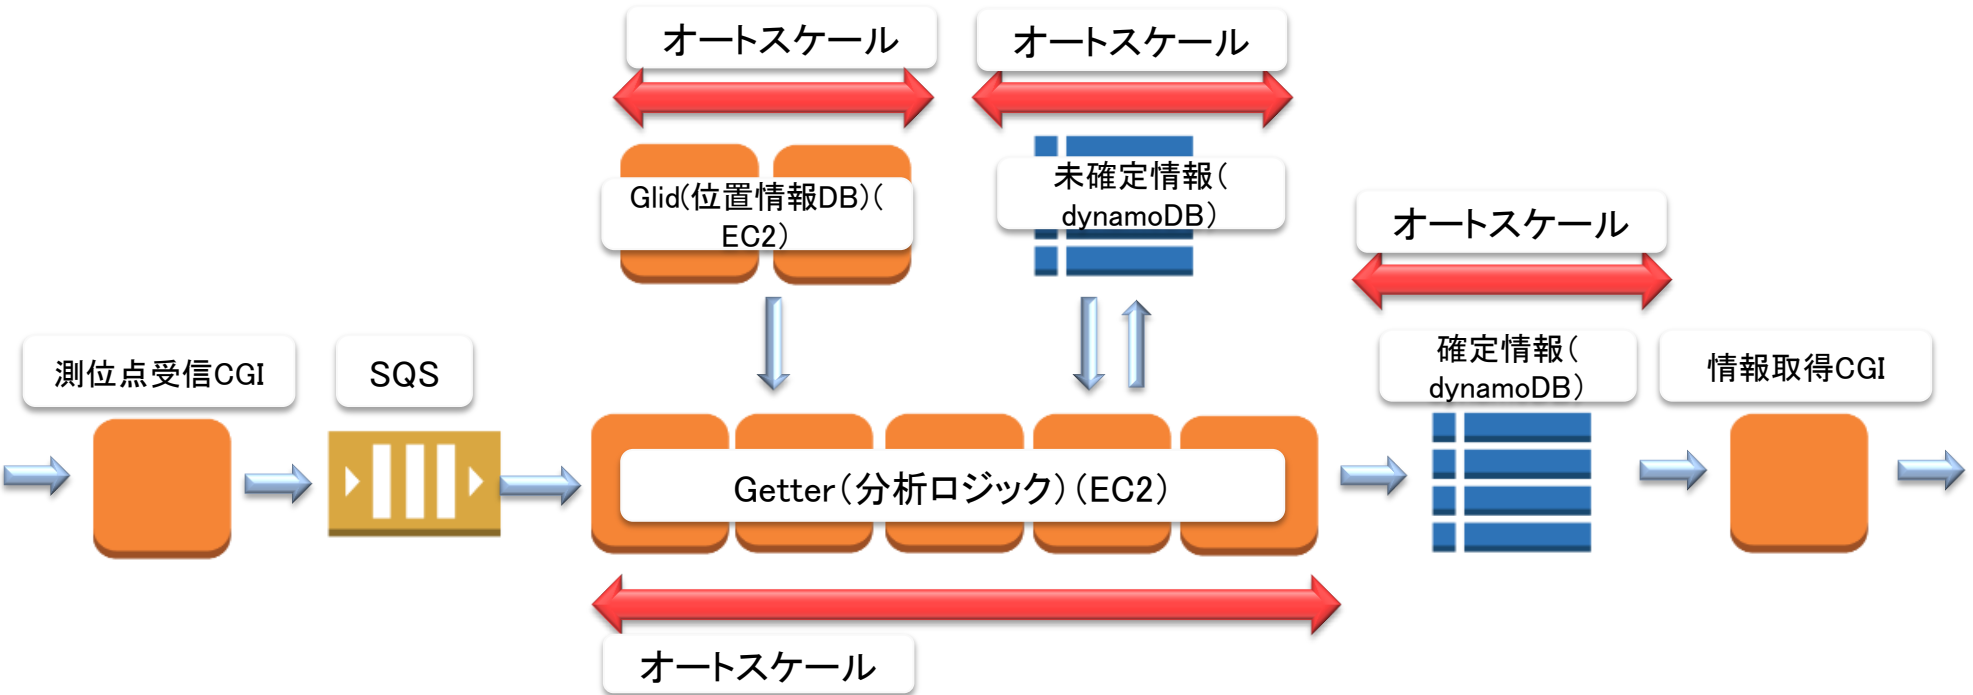 オートスケール
オートスケール
Glid(位置情報DB)(
EC2)
未確定情報(
dynamoDB)
オートスケール
測位点受信CGI
SQS
確定情報(
dynamoDB)
情報取得CGI
Getter(分析ロジック)(EC2)
オートスケール